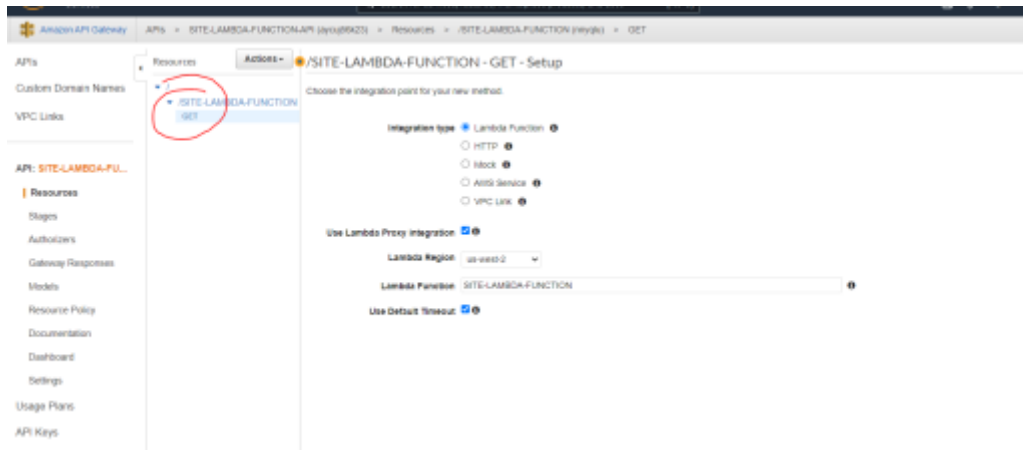 Amazon API Gateway
APIs > SITE-LAMBDA-FUNCTION-API > Resources > /SITE-LAMBDA-FUNCTION > GET
APIs
Custom Domain Names
VPC Links
API: SITE-LAMBDA-FU...
Resources
Stages
Authorizers
Gateway Responses
Models
Resource Policy
Documentation
Dashboard
Settings
Usage Plans
API Keys
Resources
Actions
/
/SITE-LAMBDA-FUNCTION
GET
/SITE-LAMBDA-FUNCTION - GET - Setup
Choose the integration point for your new method.
Integration type Lambda Function
HTTP
Mock
AWS Service
VPC Link
Use Lambda Proxy integration
Lambda Region us-west-2
Lambda Function SITE-LAMBDA-FUNCTION
Use Default Timeout